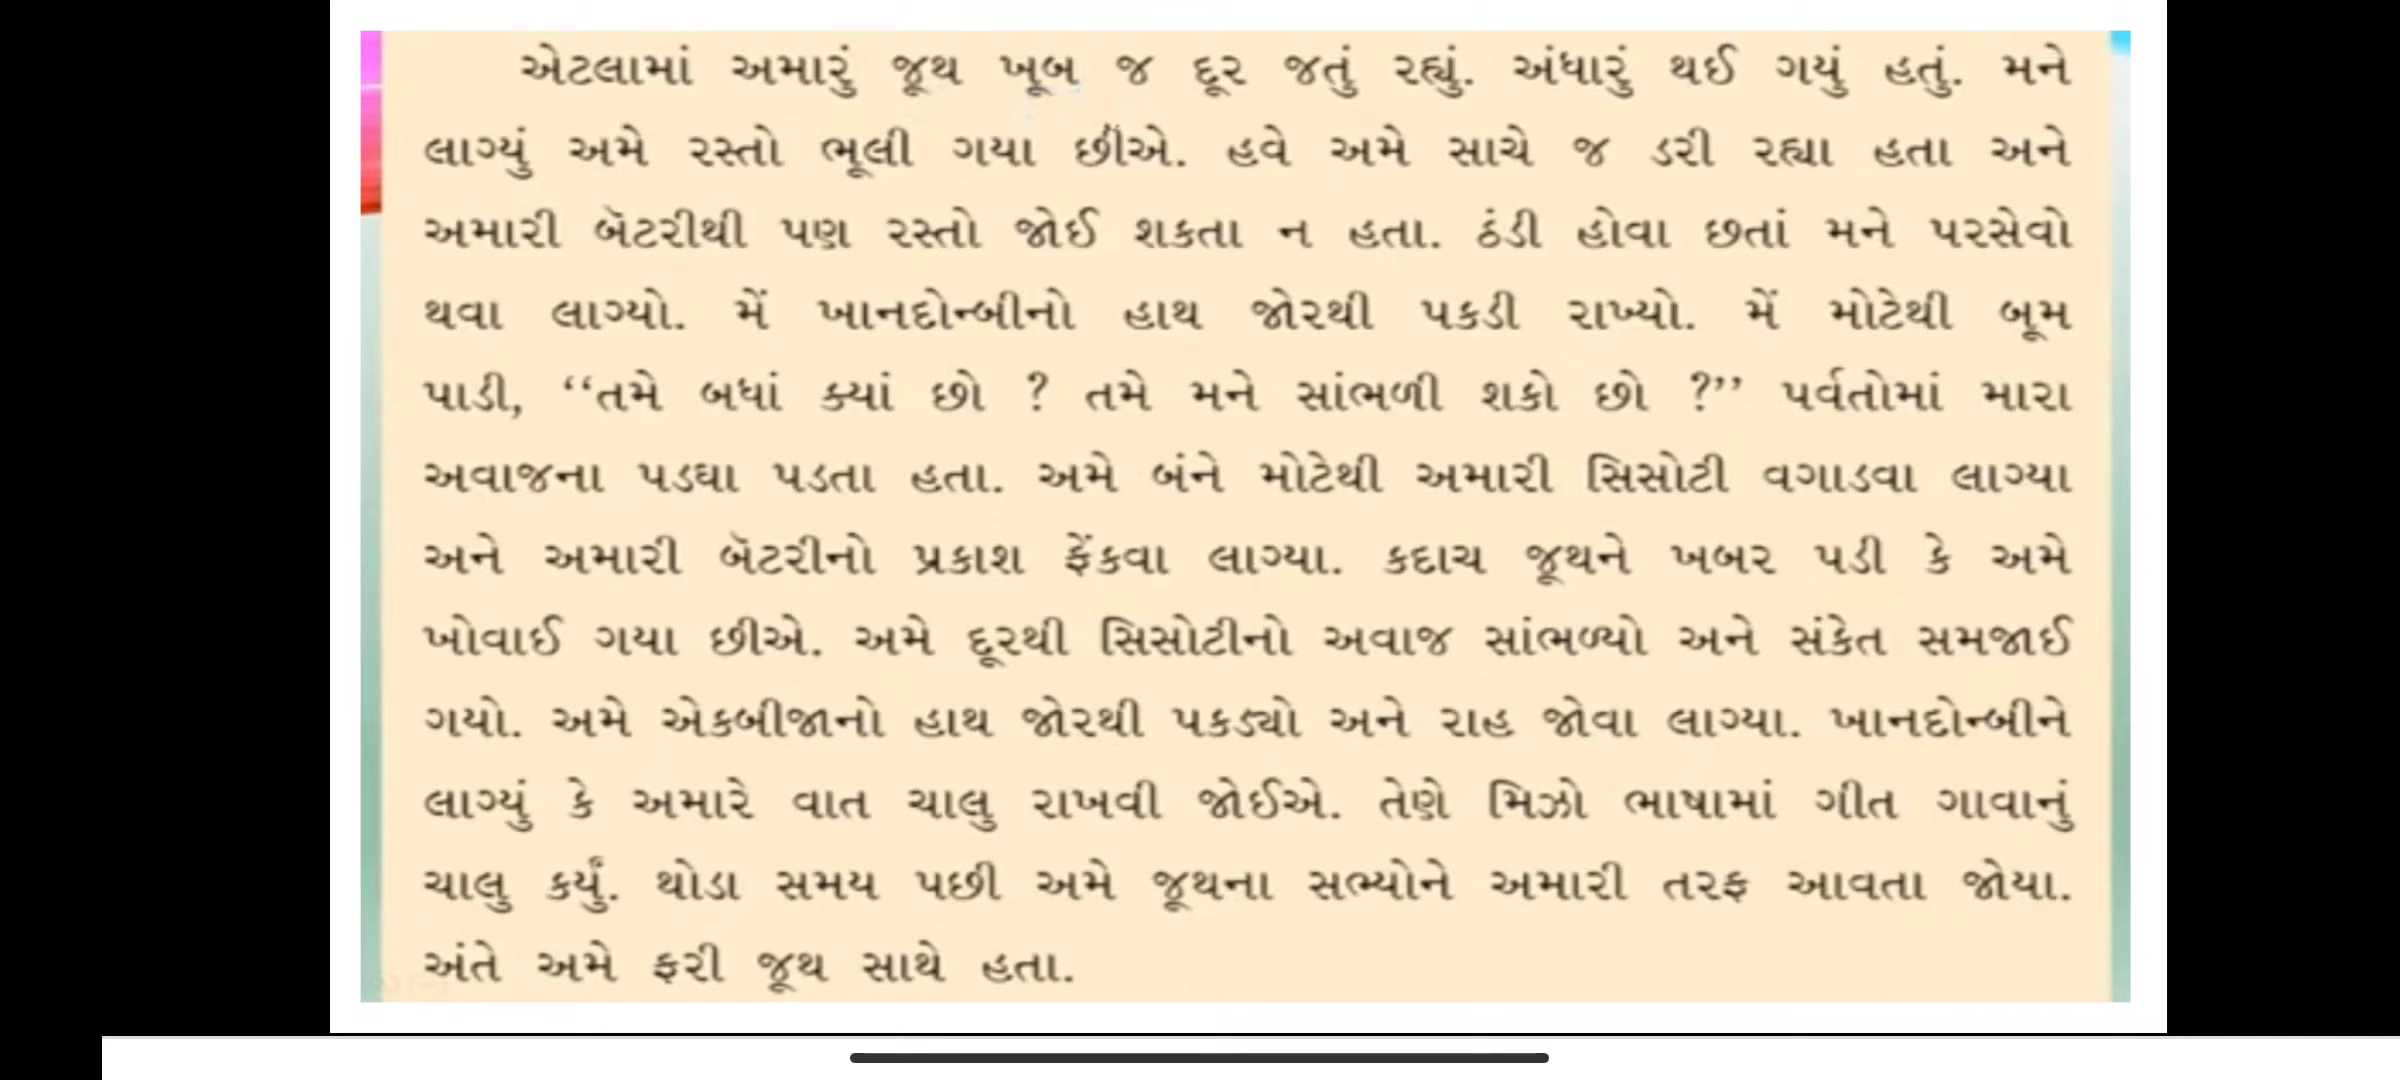 એટલામાં અમારું જૂથ ખૂબ જ દૂર જતું રહ્યું. અંધારું થઈ ગયું હતું. મને
લાગ્યું અમે રસ્તો ભૂલી ગયા છીએ. હવે અમે સાચે જ ડરી રહ્યા હતા અને
અમારી બૅટરીથી પણ રસ્તો જોઈ શકતા ન હતા. ઠંડી હોવા છતાં મને પરસેવો
થવા લાગ્યો. મેં ખાનદોન્બીનો હાથ જોરથી પકડી રાખ્યો. મેં મોટેથી બૂમ
પાડી, ‘‘તમે બધાં ક્યાં છો ? તમે મને સાંભળી શકો છો ?’’ પર્વતોમાં મારા
અવાજના પડઘા પડતા હતા. અમે બંને મોટેથી અમારી સિસોટી વગાડવા લાગ્યા
અને અમારી બૅટરીનો પ્રકાશ ફેંકવા લાગ્યા. કદાચ જૂથને ખબર પડી કે અમે
ખોવાઈ ગયા છીએ. અમે દૂરથી સિસોટીનો અવાજ સાંભળ્યો અને સંકેત સમજાઈ
ગયો. અમે એકબીજાનો હાથ જોરથી પકડ્યો અને રાહ જોવા લાગ્યા. ખાનદોન્બીને
લાગ્યું કે અમારે વાત ચાલુ રાખવી જોઈએ. તેણે મિઝો ભાષામાં ગીત ગાવાનું
ચાલુ કર્યું. થોડા સમય પછી અમે જૂથના સભ્યોને અમારી તરફ આવતા જોયા.
અંતે અમે ફરી જૂથ સાથે હતા.